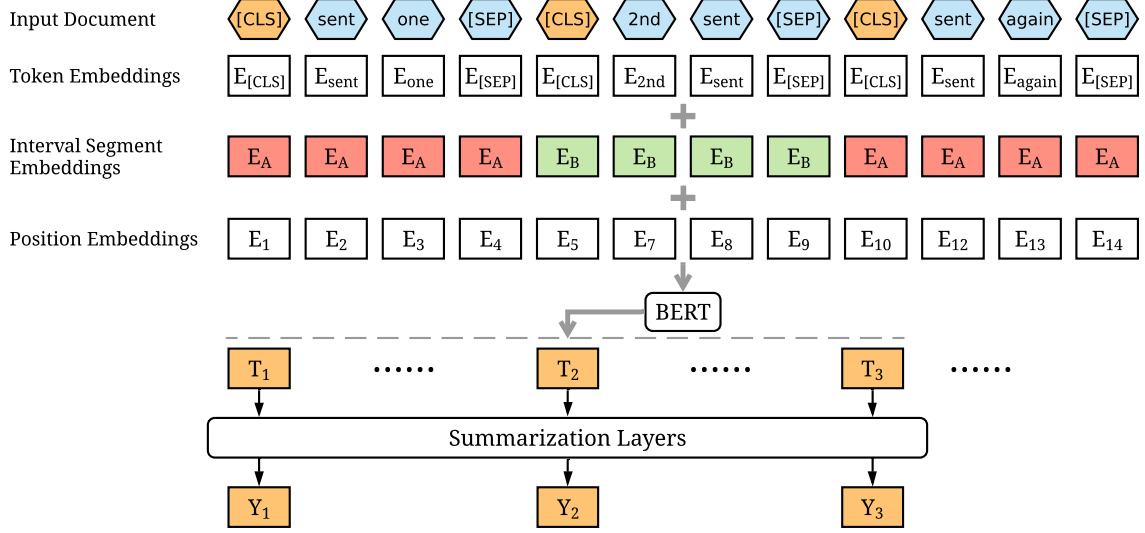 Input Document [CLS] sent one [SEP] [CLS] 2nd sent [SEP] [CLS] sent again [SEP]
Token Embeddings E[CLS] Esent Eone E[SEP] E[CLS] E2nd Esent E[SEP] E[CLS] Esent Eagain E[SEP]
+
Interval Segment
Embeddings EA EA EA EA EB EB EB EB EA EA EA EA
+
Position Embeddings E1 E2 E3 E4 E5 E7 E8 E9 E10 E12 E13 E14
BERT
T1 ...... T2 ...... T3 ......
Summarization Layers
Y1 Y2 Y3